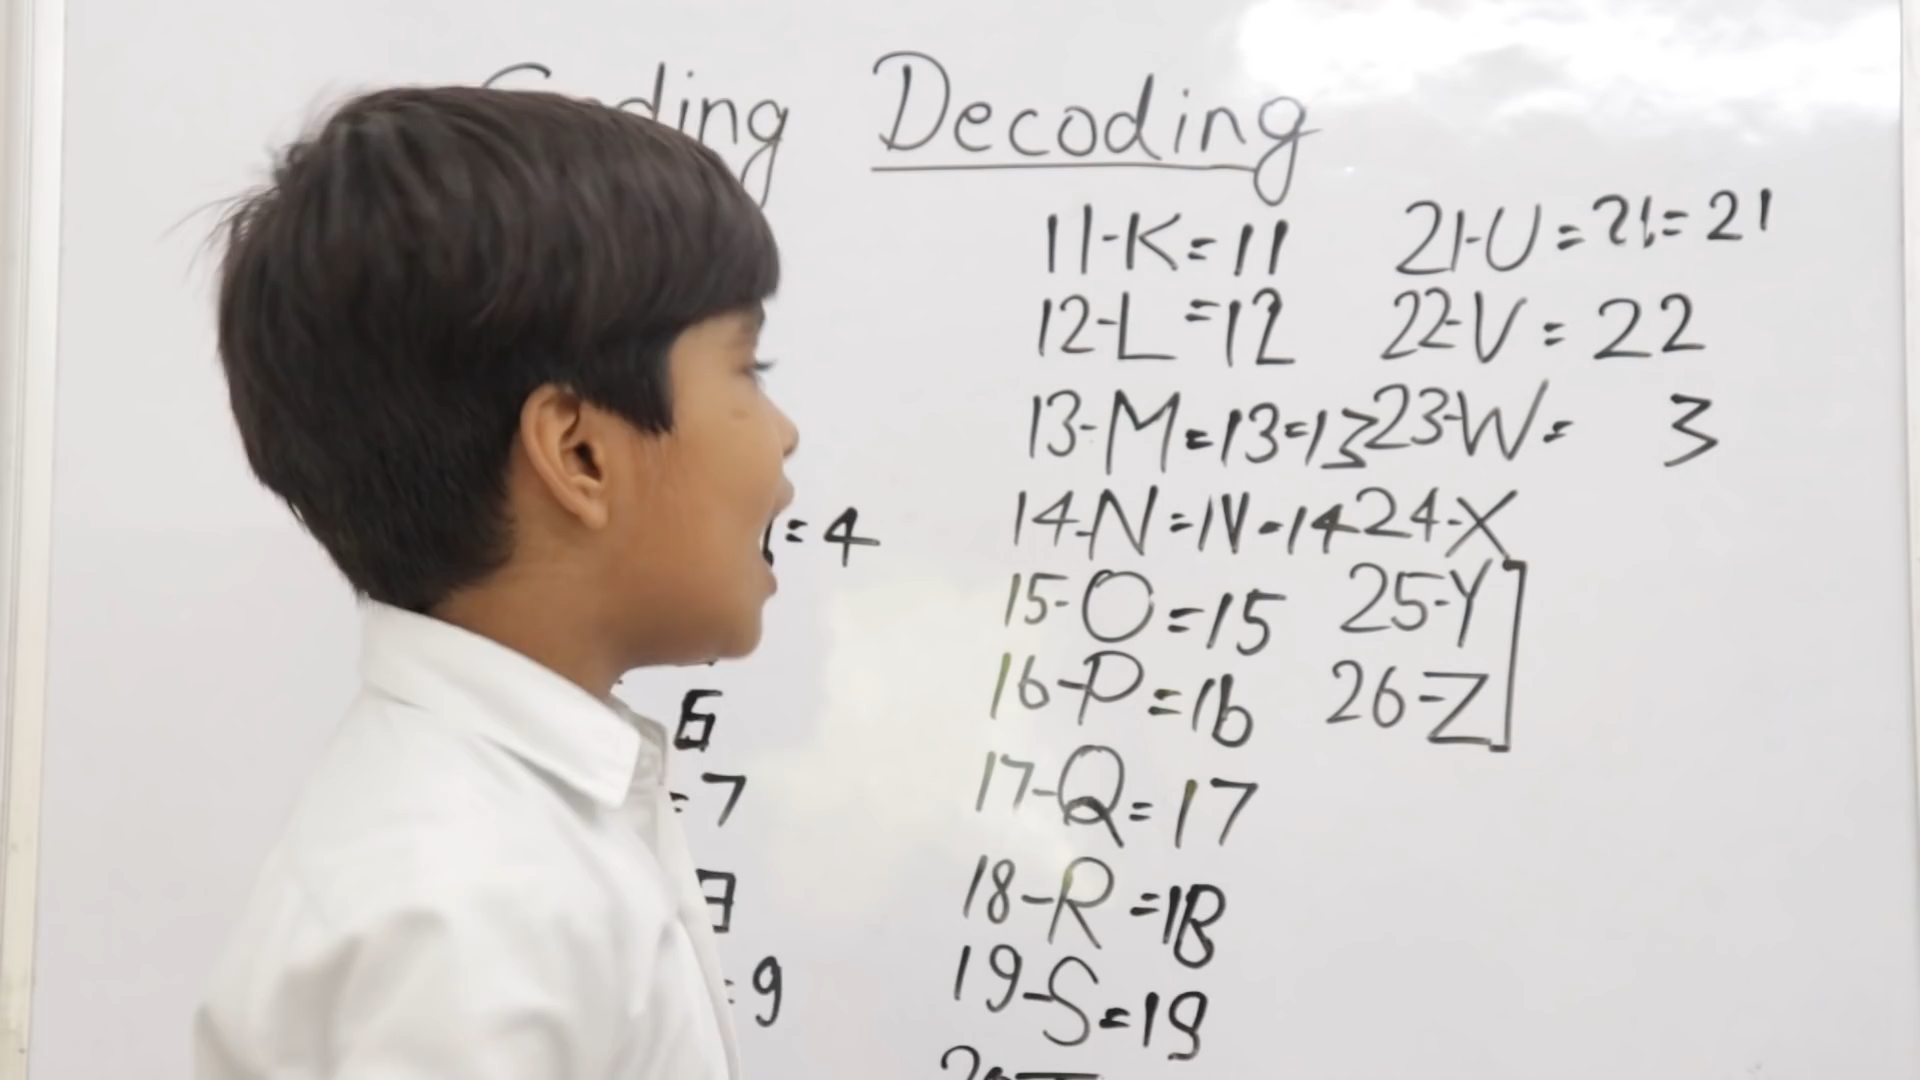 Coding Decoding
11-K=11
12-L=12
13-M=13=13
14-N=14-14
15-O=15
16-P=16
17-Q=17
18-R=18
19-S=19
21-U=21=21
22-V=22
23-W= 3
24-X
25-Y
26=Z
=4
6
=7
8
=9